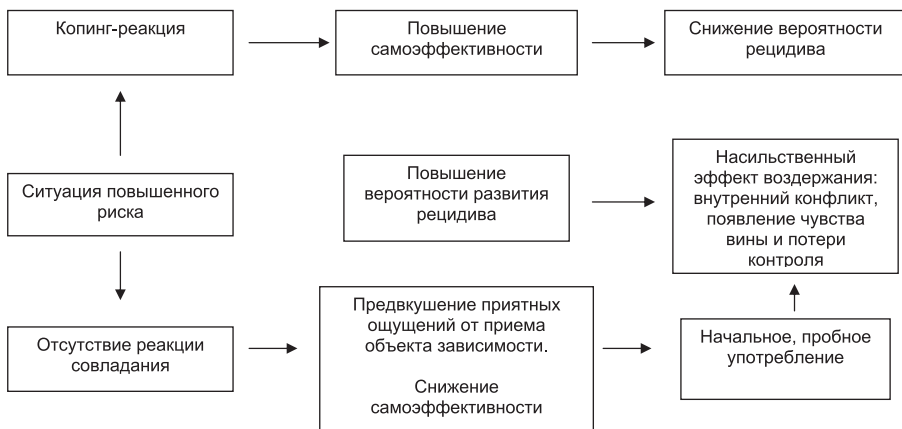 Копинг-реакция
Повышение
самоэффективности
Снижение вероятности
рецидива
Ситуация повышенного
риска
Повышение
вероятности развития
рецидива
Насильственный
эффект воздержания:
внутренний конфликт,
появление чувства
вины и потери
контроля
Отсутствие реакции
совладания
Предвкушение приятных
ощущений от приема
объекта зависимости.
Снижение
самоэффективности
Начальное, пробное
употребление